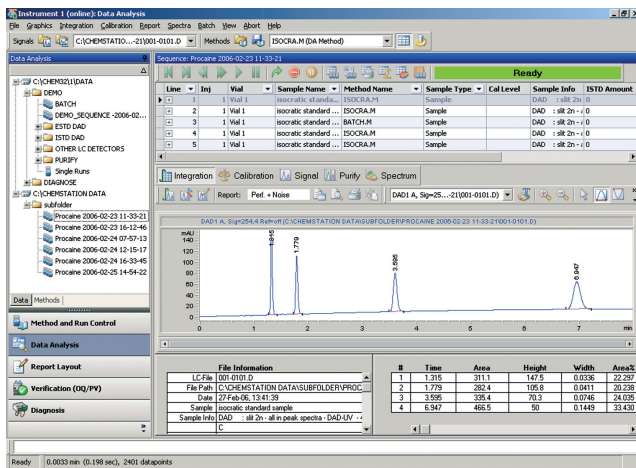 Instrument 1 (online): Data Analysis
File Graphics Integration Calibration Report Spectra Batch View Abort Help
Signals C:\CHEMSTATIO...-21\001-0101.D Methods ISOCRA.M (DA Method)
Data Analysis
C:\CHEM32\1\DATA
DEMO
BATCH
DEMO_SEQUENCE -2006-02...
ESTD DAD
ISTD DAD
OTHER LC DETECTORS
PURIFY
Single Runs
DIAGNOSE
C:\CHEMSTATION DATA
subfolder
Procaine 2006-02-23 11-33-21
Procaine 2006-02-23 16-12-46
Procaine 2006-02-24 07-57-13
Procaine 2006-02-24 12-15-17
Procaine 2006-02-24 16-33-45
Procaine 2006-02-25 14-54-22
Data Methods
Method and Run Control
Data Analysis
Report Layout
Verification (OQ/PV)
Diagnosis
Sequence: Procaine 2006-02-23 11-33-21
Ready
Line Inj Vial Sample Name Method Name Sample Type Cal Level Sample Info ISTD Amount
1 1 Vial 1 isocratic standa... ISOCRA.M Sample DAD : slit 2n 0
2 1 Vial 1 isocratic standard ... ISOCRA.M Sample DAD : slit 2n - a 0
3 1 Vial 1 isocratic standard ... BATCH.M Sample DAD : slit 2n - a 0
4 1 Vial 1 isocratic standard ... ISOCRA.M Sample DAD : slit 2n - a 0
5 1 Vial 1 isocratic standard ... ISOCRA.M Sample DAD : slit 2n - a 0
Integration Calibration Signal Purify Spectrum
Report: Perf. + Noise DAD1 A, Sig=25...-21\001-0101.D)
DAD1 A, Sig=254,4 Ref=off (C:\CHEMSTATION DATA\SUBFOLDER\PROCAINE 2006-02-23 11-33-21\001-0101.D)
mAU
140
120
100
80
60
40
20
0
1.315
1.779
3.595
6.947
0 1 2 3 4 5 6 7 min
File Information
LC-File 001-0101.D
File Path C:\CHEMSTATION DATA\SUBFOLDER\PROC
Date 27-Feb-06, 13:41:39
Sample isocratic standard sample
Sample Info DAD : slit 2n - all in peak spectra - DAD-UV - 4
C
# Time Area Height Width Area%
1 1.315 311.1 147.5 0.0336 22.297
2 1.779 282.4 105.8 0.0411 20.238
3 3.595 335.4 70.3 0.0746 24.035
4 6.947 466.5 50 0.1449 33.430
Ready 0.0033 min (0.198 sec), 2401 datapoints